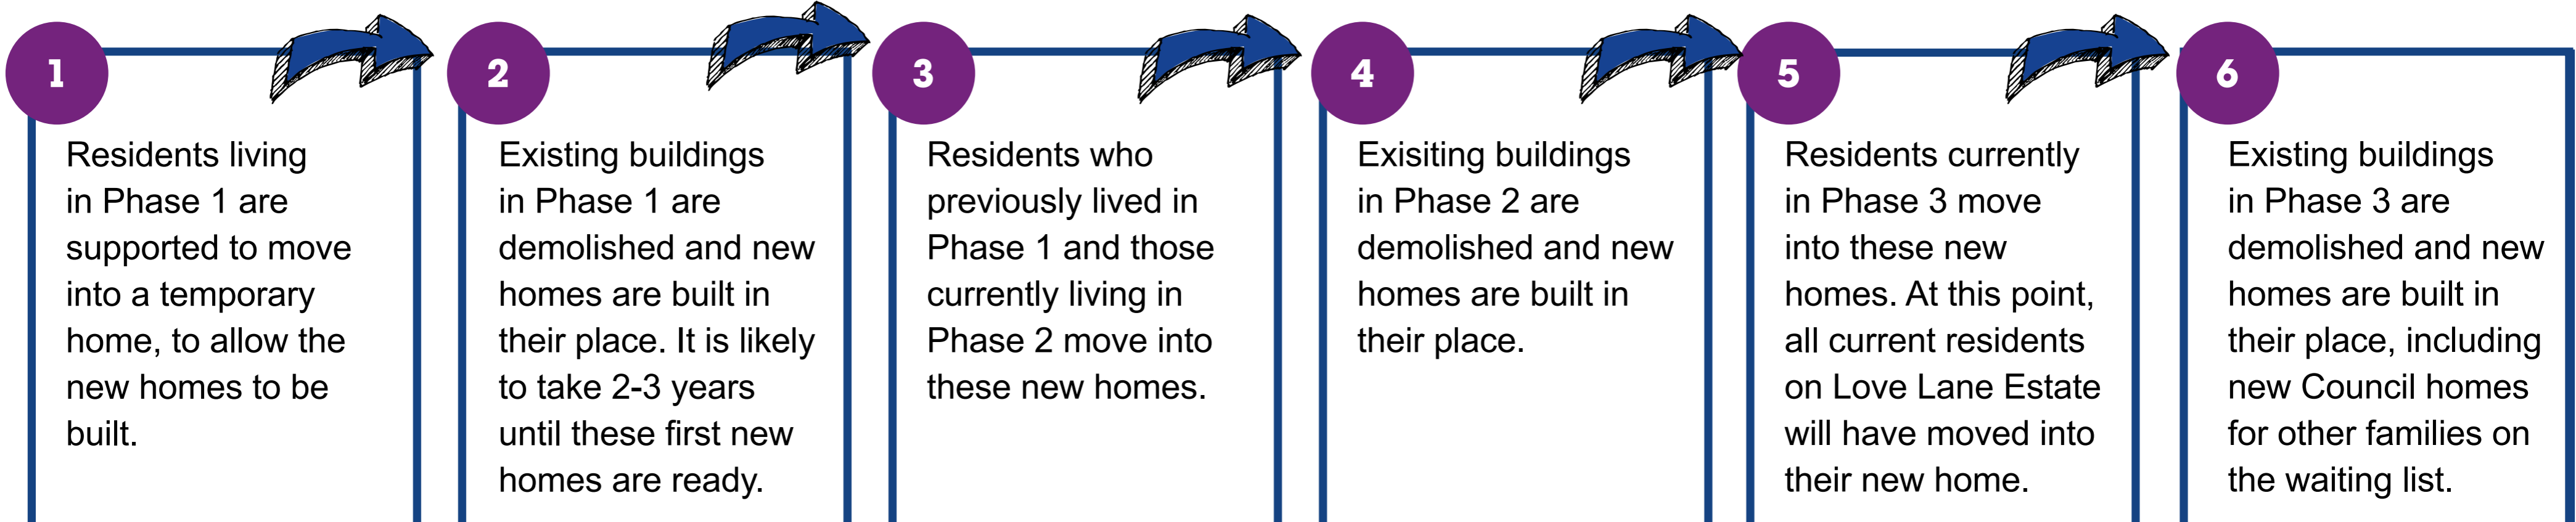 1
Residents living
in Phase 1 are
supported to move
into a temporary
home, to allow the
new homes to be
built.
2
Existing buildings
in Phase 1 are
demolished and new
homes are built in
their place. It is likely
to take 2-3 years
until these first new
homes are ready.
3
Residents who
previously lived in
Phase 1 and those
currently living in
Phase 2 move into
these new homes.
4
Exisiting buildings
in Phase 2 are
demolished and new
homes are built in
their place.
5
Residents currently
in Phase 3 move
into these new
homes. At this point,
all current residents
on Love Lane Estate
will have moved into
their new home.
6
Existing buildings
in Phase 3 are
demolished and new
homes are built in
their place, including
new Council homes
for other families on
the waiting list.